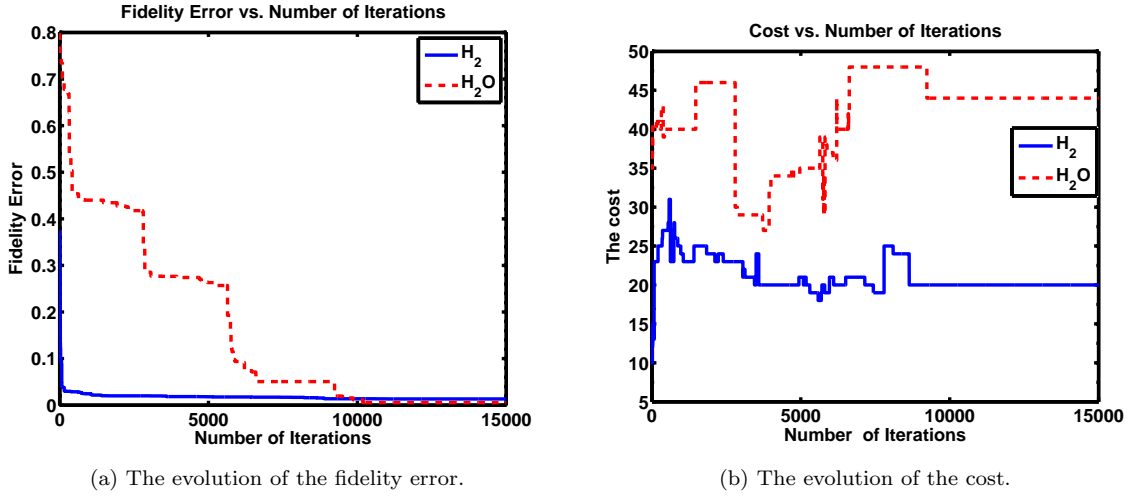 Fidelity Error vs. Number of Iterations
0.8
0.7
0.6
0.5
0.4
0.3
0.2
0.1
0
Fidelity Error
H2
H2O
0 5000 10000 15000
Number of Iterations
(a) The evolution of the fidelity error.
Cost vs. Number of Iterations
50
45
40
35
30
25
20
15
10
5
The cost
H2
H2O
0 5000 10000 15000
Number of Iterations
(b) The evolution of the cost.